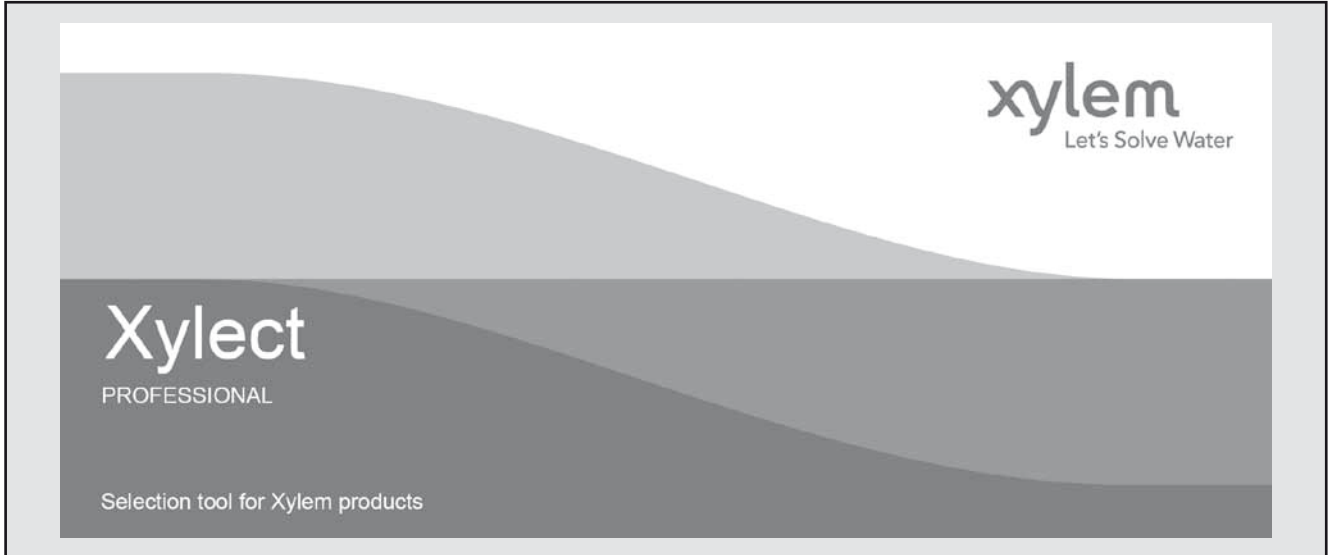 xylem
Let's Solve Water
Xylect
PROFESSIONAL
Selection tool for Xylem products